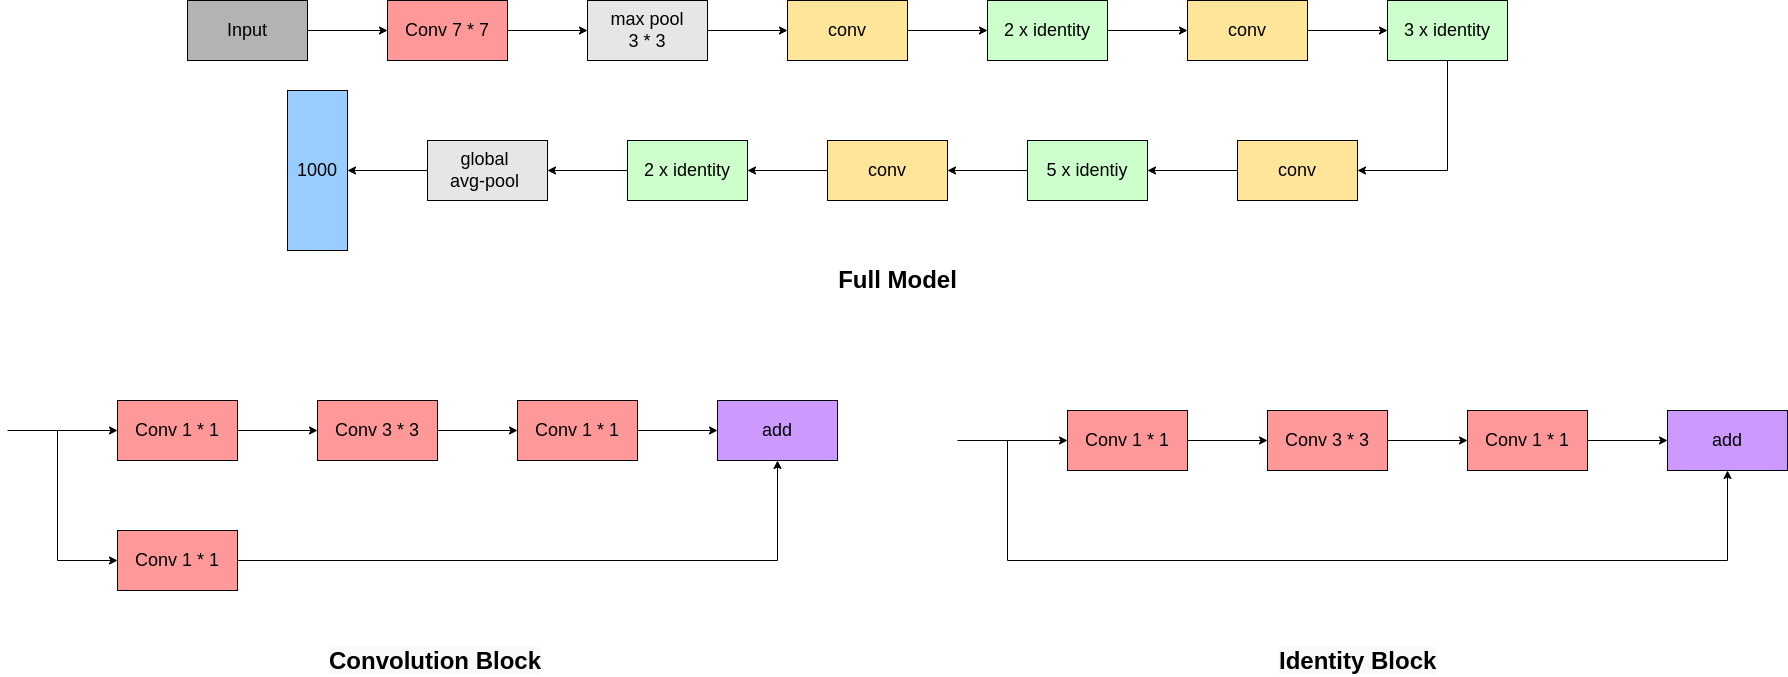 Input
Conv 7 * 7
max pool
3 * 3
conv
2 x identity
conv
3 x identity
1000
global
avg-pool
2 x identity
conv
5 x identiy
conv
Full Model
Conv 1 * 1
Conv 3 * 3
Conv 1 * 1
add
Conv 1 * 1
Convolution Block
Conv 1 * 1
Conv 3 * 3
Conv 1 * 1
add
Identity Block